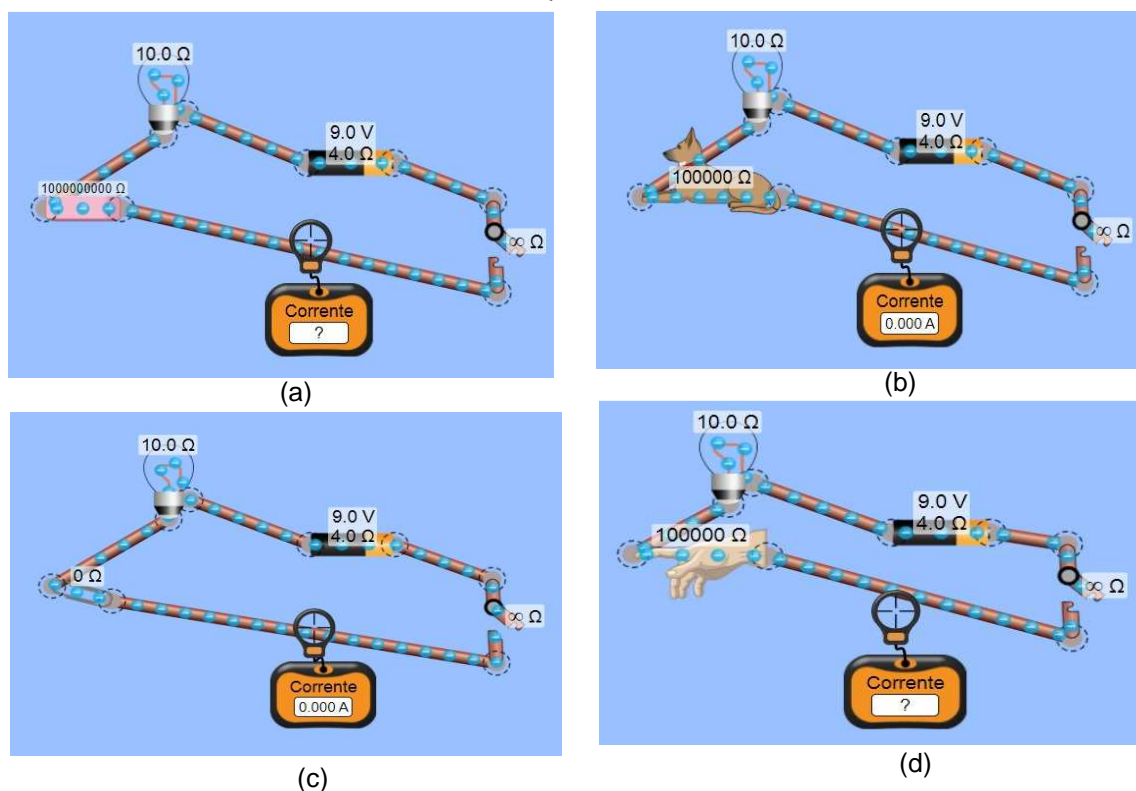 10.0 Ω
9.0 V
4.0 Ω
1000000000 Ω
∞ Ω
Corrente
?
(a)
10.0 Ω
9.0 V
4.0 Ω
100000 Ω
∞ Ω
Corrente
0.000 A
(b)
10.0 Ω
9.0 V
4.0 Ω
0 Ω
∞ Ω
Corrente
0.000 A
(c)
10.0 Ω
9.0 V
4.0 Ω
100000 Ω
∞ Ω
Corrente
?
(d)